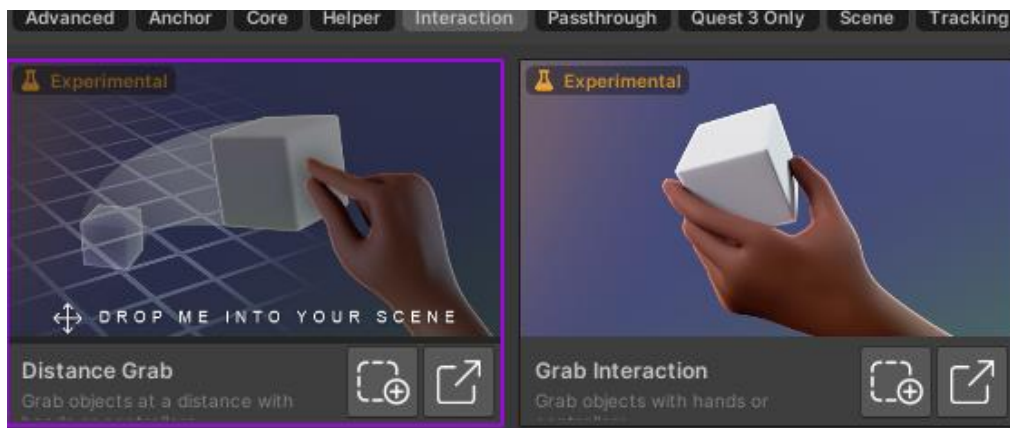 Advanced Anchor Core Helper Interaction Passthrough Quest 3 Only Scene Tracking
Experimental
Experimental
DROP ME INTO YOUR SCENE
Distance Grab
Grab Interaction
Grab objects at a distance with
Grab objects with hands or